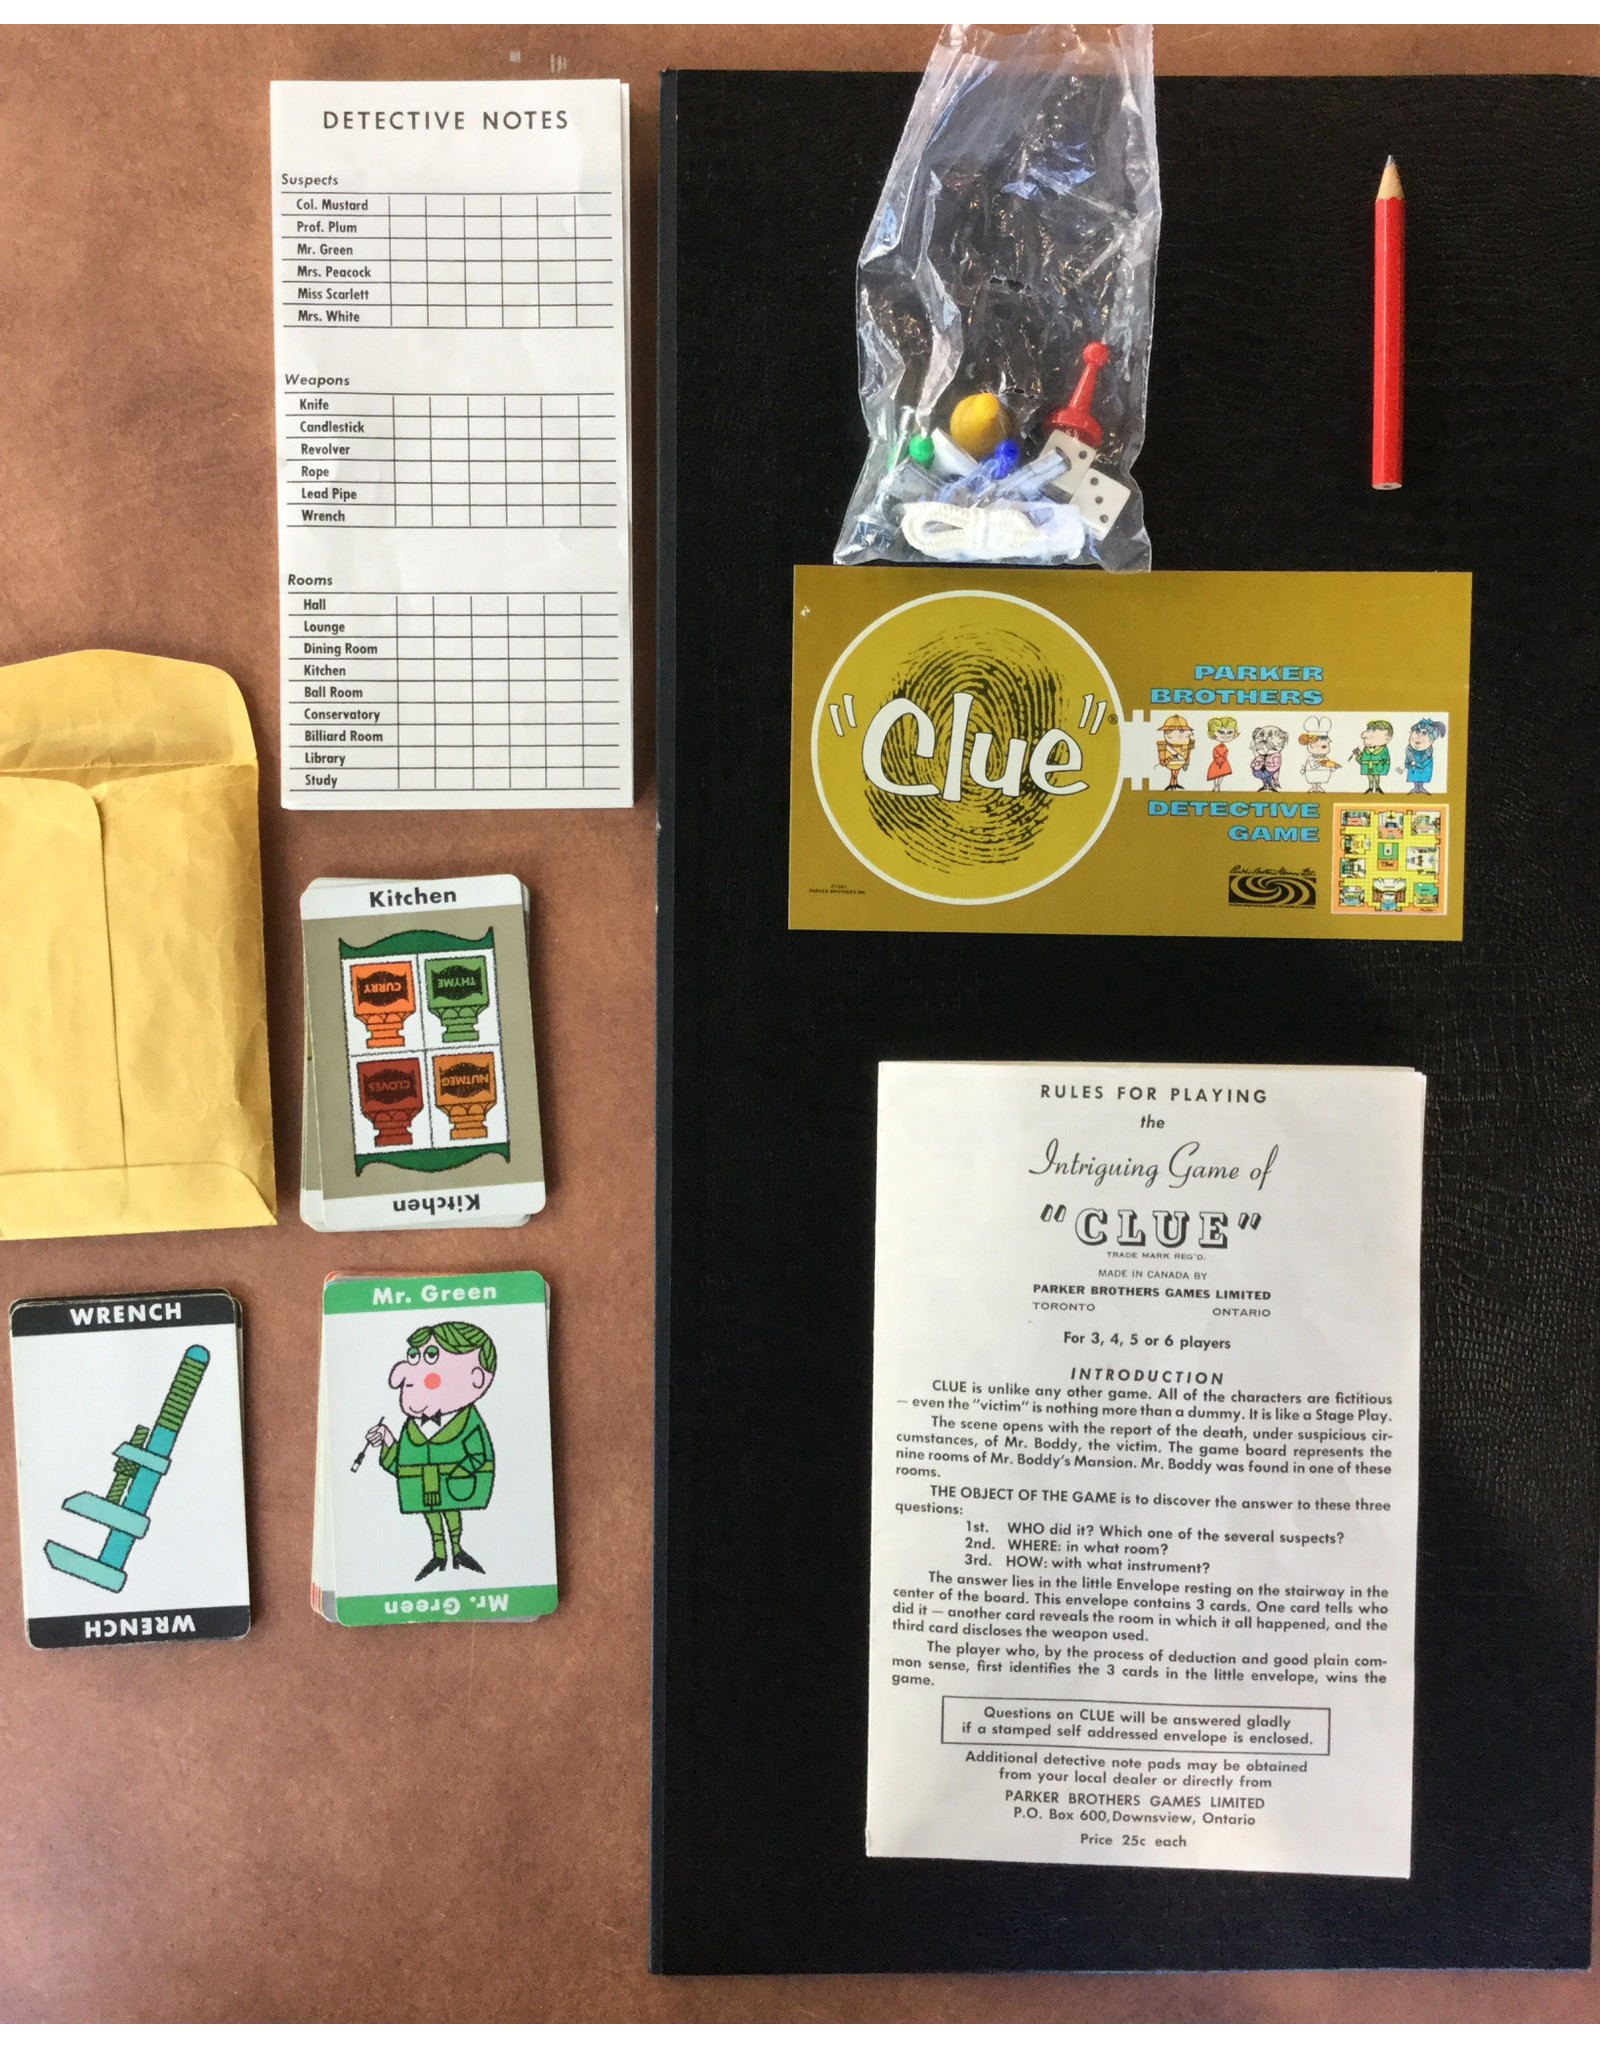 DETECTIVE NOTES
Suspects
Col. Mustard
Prof. Plum
Mr. Green
Mrs. Peacock
Miss Scarlett
Mrs. White
Weapons
Knife
Candlestick
Revolver
Rope
Lead Pipe
Wrench
Rooms
Hall
Lounge
Dining Room
Kitchen
Ball Room
Conservatory
Billiard Room
Library
Study
Kitchen
CURRY
THYME
CLOVES
NUTMEG
Kitchen
WRENCH
WRENCH
Mr. Green
Mr. Green
"Clue"®
PARKER
BROTHERS
DETECTIVE
GAME
PARKER BROTHERS INC.
RULES FOR PLAYING
the
Intriguing Game of
"CLUE"
TRADE MARK REG'D.
MADE IN CANADA BY
PARKER BROTHERS GAMES LIMITED
TORONTO ONTARIO
For 3, 4, 5 or 6 players
INTRODUCTION
CLUE is unlike any other game. All of the characters are fictitious
— even the "victim" is nothing more than a dummy. It is like a Stage Play.
The scene opens with the report of the death, under suspicious cir-
cumstances, of Mr. Boddy, the victim. The game board represents the
nine rooms of Mr. Boddy's Mansion. Mr. Boddy was found in one of these
rooms.
THE OBJECT OF THE GAME is to discover the answer to these three
questions:
1st. WHO did it? Which one of the several suspects?
2nd. WHERE: in what room?
3rd. HOW: with what instrument?
The answer lies in the little Envelope resting on the stairway in the
center of the board. This envelope contains 3 cards. One card tells who
did it — another card reveals the room in which it all happened, and the
third card discloses the weapon used.
The player who, by the process of deduction and good plain com-
mon sense, first identifies the 3 cards in the little envelope, wins the
game.
Questions on CLUE will be answered gladly
if a stamped self addressed envelope is enclosed.
Additional detective note pads may be obtained
from your local dealer or directly from
PARKER BROTHERS GAMES LIMITED
P.O. Box 600, Downsview, Ontario
Price 25c each